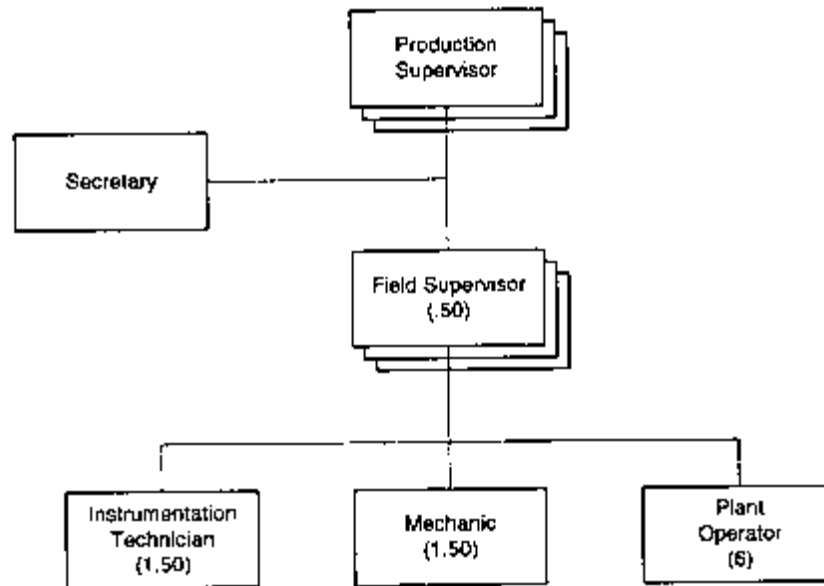 Production
Supervisor
Secretary
Field Supervisor
(.50)
Instrumentation
Technician
(1.50)
Mechanic
(1.50)
Plant
Operator
(6)